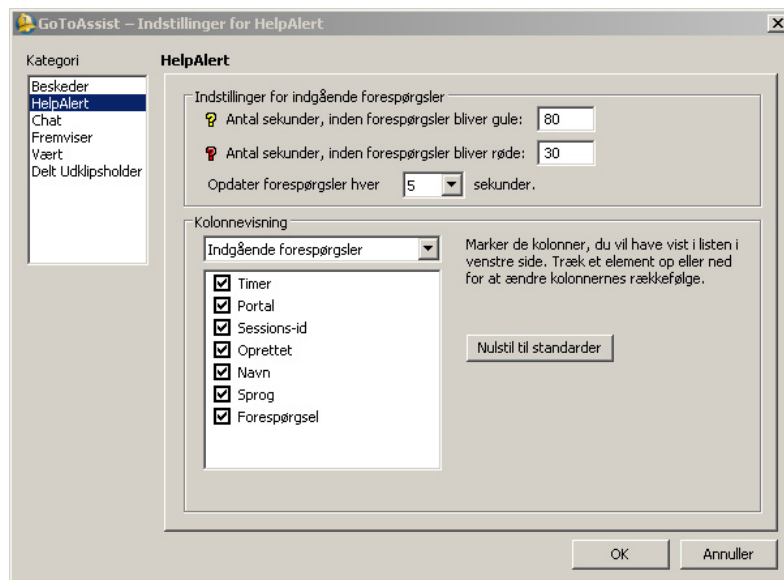 GoToAssist – Indstillinger for HelpAlert
Kategori
Beskeder
HelpAlert
Chat
Fremviser
Vært
Delt Udklipsholder
HelpAlert
Indstillinger for indgående forespørgsler
Antal sekunder, inden forespørgsler bliver gule: 80
Antal sekunder, inden forespørgsler bliver røde: 30
Opdater forespørgsler hver 5 sekunder.
Kolonnevisning
Indgående forespørgsler
Timer
Portal
Sessions-id
Oprettet
Navn
Sprog
Forespørgsel
Marker de kolonner, du vil have vist i listen i
venstre side. Træk et element op eller ned
for at ændre kolonnernes rækkefølge.
Nulstil til standarder
OK
Annuller